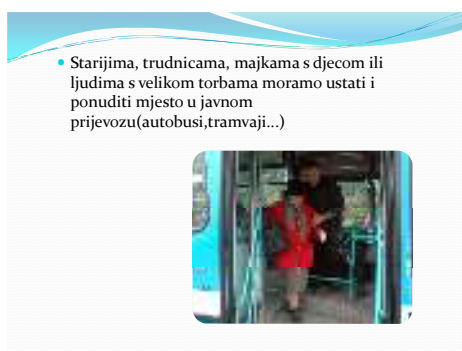 Starijima, trudnicama, majkama s djecom ili
ljudima s velikom torbama moramo ustati i
ponuditi mjesto u javnom
prijevozu(autobusi,tramvaji...)